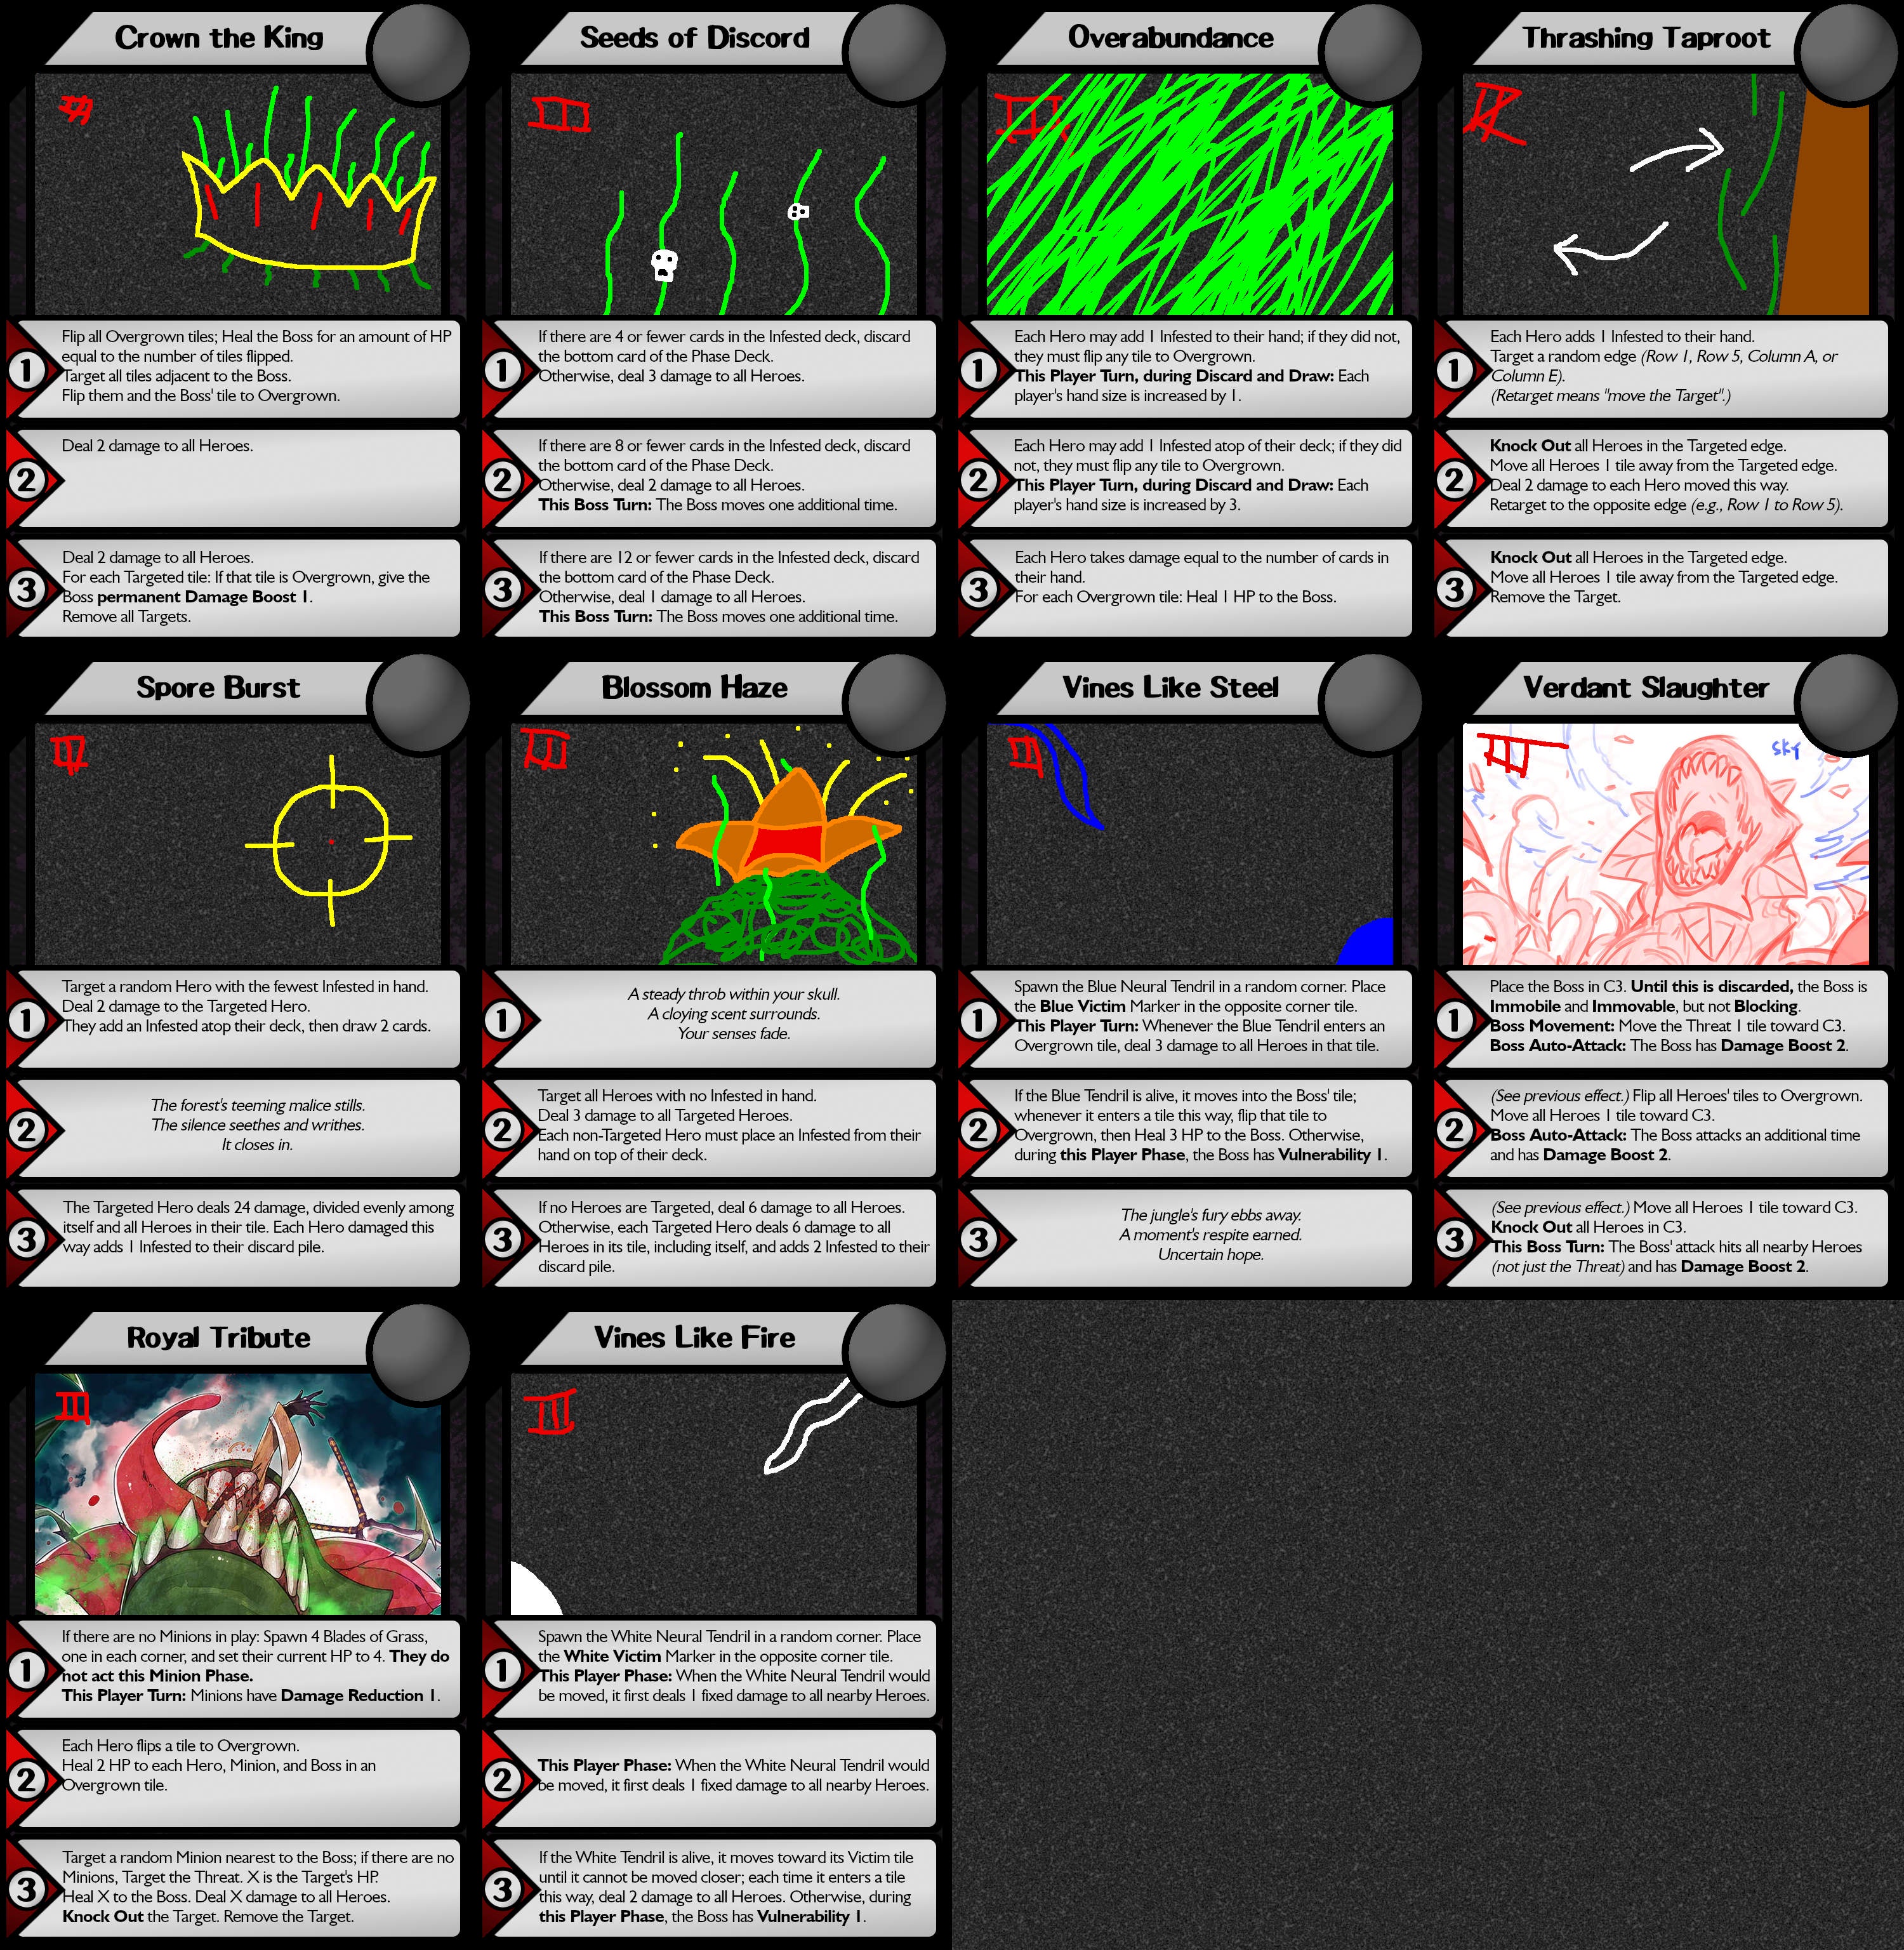 Crown the King
Flip all Overgrown tiles; Heal the Boss for an amount of HP
equal to the number of tiles flipped.
Target all tiles adjacent to the Boss.
Flip them and the Boss' tile to Overgrown.
1
Deal 2 damage to all Heroes.
2
Deal 2 damage to all Heroes.
For each Targeted tile: If that tile is Overgrown, give the
Boss permanent Damage Boost 1.
Remove all Targets.
3
Seeds of Discord
III
If there are 4 or fewer cards in the Infested deck, discard
the bottom card of the Phase Deck.
Otherwise, deal 3 damage to all Heroes.
1
If there are 8 or fewer cards in the Infested deck, discard
the bottom card of the Phase Deck.
Otherwise, deal 2 damage to all Heroes.
This Boss Turn: The Boss moves one additional time.
2
If there are 12 or fewer cards in the Infested deck, discard
the bottom card of the Phase Deck.
Otherwise, deal 1 damage to all Heroes.
This Boss Turn: The Boss moves one additional time.
3
Overabundance
Each Hero may add 1 Infested to their hand; if they did not,
they must flip any tile to Overgrown.
This Player Turn, during Discard and Draw: Each
player's hand size is increased by 1.
1
Each Hero may add 1 Infested atop of their deck; if they did
not, they must flip any tile to Overgrown.
This Player Turn, during Discard and Draw: Each
player's hand size is increased by 3.
2
Each Hero takes damage equal to the number of cards in
their hand.
For each Overgrown tile: Heal 1 HP to the Boss.
3
Thrashing Taproot
Each Hero adds 1 Infested to their hand.
Target a random edge (Row 1, Row 5, Column A, or
Column E).
(Retarget means "move the Target".)
1
Knock Out all Heroes in the Targeted edge.
Move all Heroes 1 tile away from the Targeted edge.
Deal 2 damage to each Hero moved this way.
Retarget to the opposite edge (e.g., Row 1 to Row 5).
2
Knock Out all Heroes in the Targeted edge.
Move all Heroes 1 tile away from the Targeted edge.
Remove the Target.
3
Spore Burst
Target a random Hero with the fewest Infested in hand.
Deal 2 damage to the Targeted Hero.
They add an Infested atop their deck, then draw 2 cards.
1
The forest's teeming malice stills.
The silence seethes and writhes.
It closes in.
2
The Targeted Hero deals 24 damage, divided evenly among
itself and all Heroes in their tile. Each Hero damaged this
way adds 1 Infested to their discard pile.
3
Blossom Haze
A steady throb within your skull.
A cloying scent surrounds.
Your senses fade.
1
Target all Heroes with no Infested in hand.
Deal 3 damage to all Targeted Heroes.
Each non-Targeted Hero must place an Infested from their
hand on top of their deck.
2
If no Heroes are Targeted, deal 6 damage to all Heroes.
Otherwise, each Targeted Hero deals 6 damage to all
Heroes in its tile, including itself, and adds 2 Infested to their
discard pile.
3
Vines Like Steel
Spawn the Blue Neural Tendril in a random corner. Place
the Blue Victim Marker in the opposite corner tile.
This Player Turn: Whenever the Blue Tendril enters an
Overgrown tile, deal 3 damage to all Heroes in that tile.
1
If the Blue Tendril is alive, it moves into the Boss' tile;
whenever it enters a tile this way, flip that tile to
Overgrown, then Heal 3 HP to the Boss. Otherwise,
during this Player Phase, the Boss has Vulnerability 1.
2
The jungle's fury ebbs away.
A moment's respite earned.
Uncertain hope.
3
Verdant Slaughter
III
sky
Place the Boss in C3. Until this is discarded, the Boss is
Immobile and Immovable, but not Blocking.
Boss Movement: Move the Threat 1 tile toward C3.
Boss Auto-Attack: The Boss has Damage Boost 2.
1
(See previous effect.) Flip all Heroes' tiles to Overgrown.
Move all Heroes 1 tile toward C3.
Boss Auto-Attack: The Boss attacks an additional time
and has Damage Boost 2.
2
(See previous effect.) Move all Heroes 1 tile toward C3.
Knock Out all Heroes in C3.
This Boss Turn: The Boss' attack hits all nearby Heroes
(not just the Threat) and has Damage Boost 2.
3
Royal Tribute
III
If there are no Minions in play: Spawn 4 Blades of Grass,
one in each corner, and set their current HP to 4. They do
not act this Minion Phase.
This Player Turn: Minions have Damage Reduction 1.
1
Each Hero flips a tile to Overgrown.
Heal 2 HP to each Hero, Minion, and Boss in an
Overgrown tile.
2
Target a random Minion nearest to the Boss; if there are no
Minions, Target the Threat. X is the Target's HP.
Heal X to the Boss. Deal X damage to all Heroes.
Knock Out the Target. Remove the Target.
3
Vines Like Fire
III
Spawn the White Neural Tendril in a random corner. Place
the White Victim Marker in the opposite corner tile.
This Player Phase: When the White Neural Tendril would
be moved, it first deals 1 fixed damage to all nearby Heroes.
1
This Player Phase: When the White Neural Tendril would
be moved, it first deals 1 fixed damage to all nearby Heroes.
2
If the White Tendril is alive, it moves toward its Victim tile
until it cannot be moved closer; each time it enters a tile
this way, deal 2 damage to all Heroes. Otherwise, during
this Player Phase, the Boss has Vulnerability 1.
3